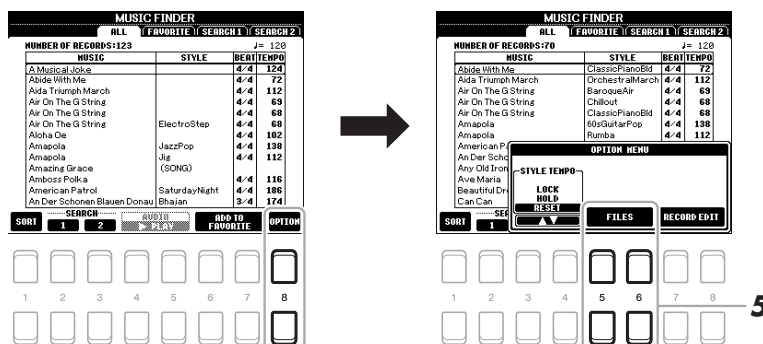 MUSIC FINDER
ALL FAVORITE SEARCH 1 SEARCH 2
NUMBER OF RECORDS:123 ♩= 120
MUSIC STYLE BEAT TEMPO
A Musical Joke 4/4 124
Abide With Me 4/4 72
Aida Triumph March 4/4 112
Air On The G String 4/4 69
Air On The G String 4/4 68
Air On The G String ElectroStep 4/4 68
Aloha Oe 4/4 102
Amapola JazzPop 4/4 138
Amapola Jig 4/4 112
Amazing Grace (SONG)
Amboss Polka 4/4 116
American Patrol SaturdayNight 4/4 186
An Der Schonen Blauen Donau Bhajan 3/4 174
SORT SEARCH 1 2 AUDIO ▶ PLAY ADD TO FAVORITE OPTION
1 2 3 4 5 6 7 8
MUSIC FINDER
ALL FAVORITE SEARCH 1 SEARCH 2
NUMBER OF RECORDS:70 ♩= 120
MUSIC STYLE BEAT TEMPO
Abide With Me ClassicPianoBld 4/4 72
Aida Triumph March OrchestralMarch 4/4 112
Air On The G String BaroqueAir 4/4 69
Air On The G String Chillout 4/4 68
Air On The G String ClassicPianoBld 4/4 68
Amapola 60sGuitarPop 4/4 138
Amapola Rumba 4/4 112
American P
An Der Scho
Any Old Iron
Ave Maria
Beautiful Dr
Can Can
OPTION MENU
STYLE TEMPO
LOCK
HOLD
RESET
▲▼ FILES RECORD EDIT
SORT SE 1
1 2 3 4 5 6 7 8
5